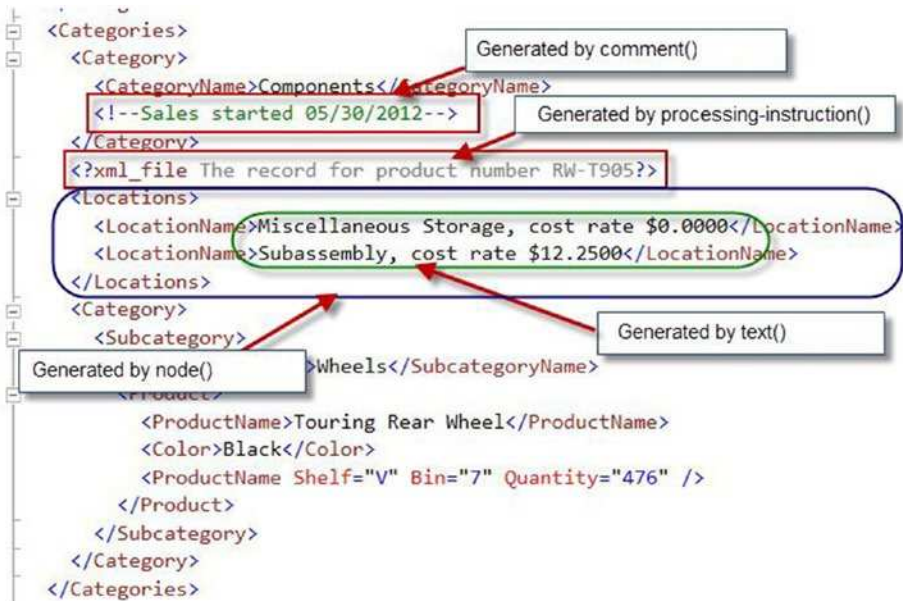 <Categories>
<Category>
Generated by comment()
<CategoryName>Components</CategoryName>
<!--Sales started 05/30/2012-->
Generated by processing-instruction()
</Category>
<?xml_file The record for product number RW-T905?>
<Locations>
<LocationName>Miscellaneous Storage, cost rate $0.0000</LocationName>
<LocationName>Subassembly, cost rate $12.2500</LocationName>
</Locations>
<Category>
<Subcategory>
Generated by text()
Generated by node()
>Wheels</SubcategoryName>
<Product>
<ProductName>Touring Rear Wheel</ProductName>
<Color>Black</Color>
<ProductName Shelf="V" Bin="7" Quantity="476" />
</Product>
</Subcategory>
</Category>
</Categories>